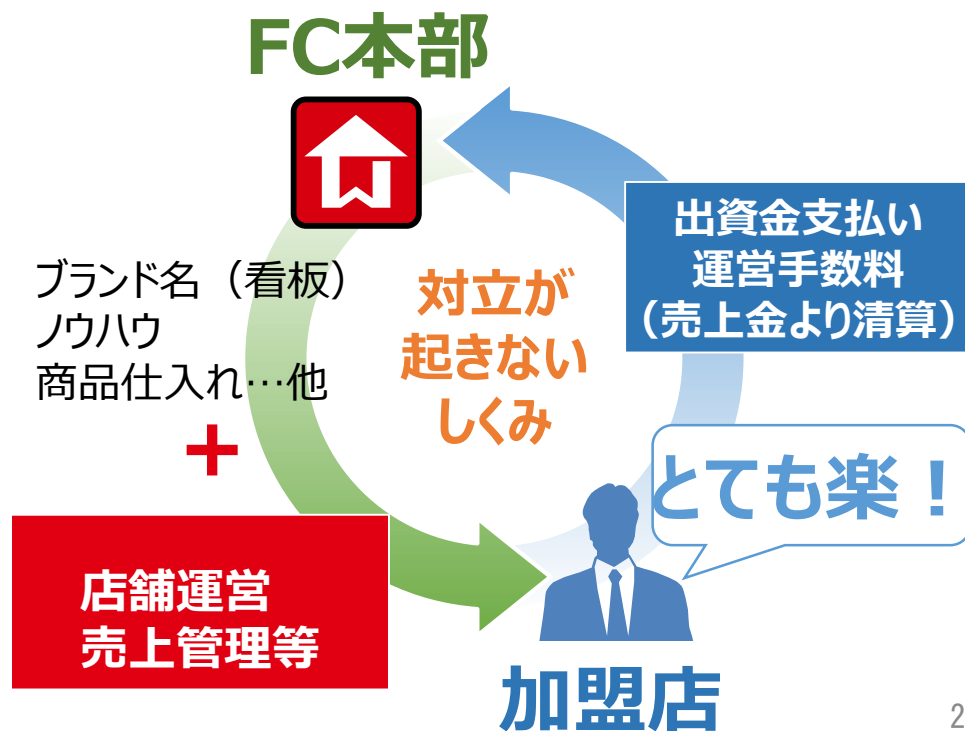 FC本部
出資金支払い
運営手数料
（売上金より清算）
ブランド名（看板）
ノウハウ
商品仕入れ…他
＋
対立が
起きない
しくみ
とても楽！
店舗運営
売上管理等
加盟店
2